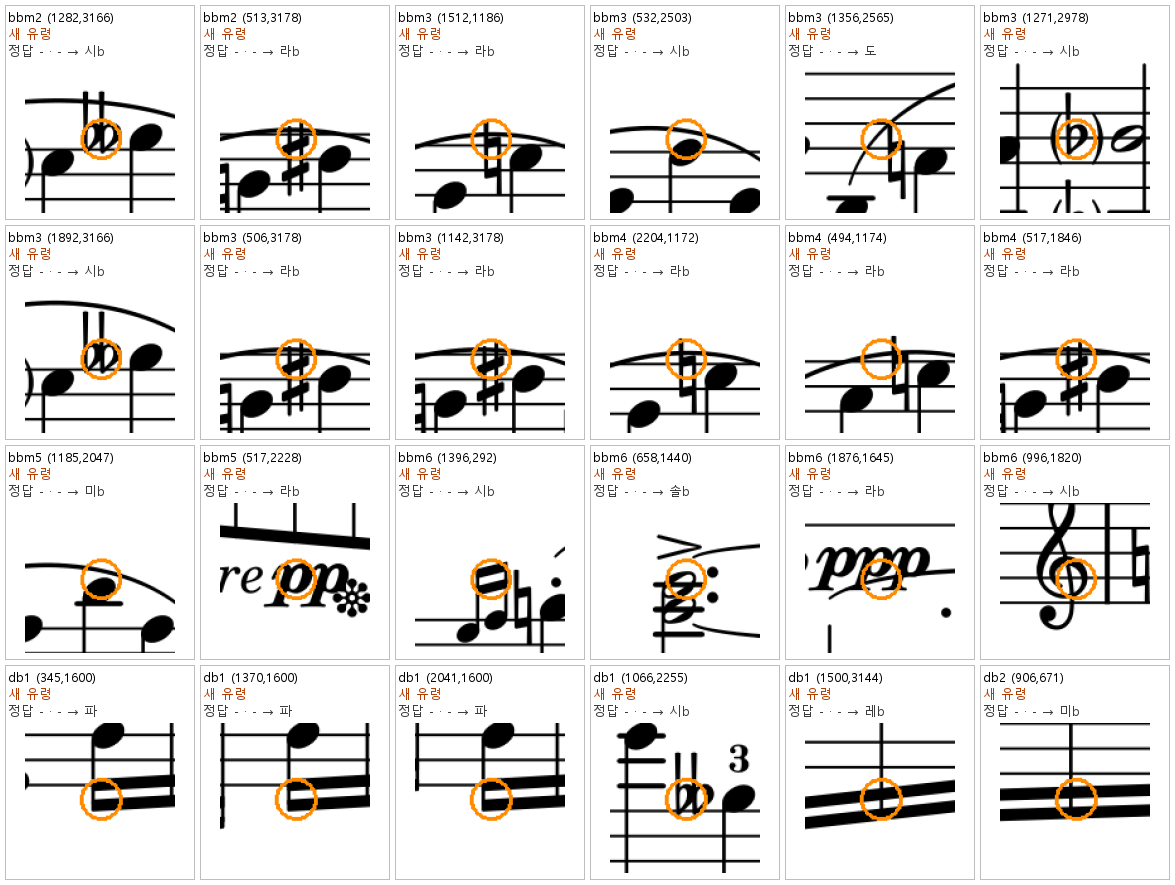 bbm2 (1282,3166)
새 유령
정답 - · - → 시b
bbm2 (513,3178)
새 유령
정답 - · - → 라b
bbm3 (1512,1186)
새 유령
정답 - · - → 라b
bbm3 (532,2503)
새 유령
정답 - · - → 시b
bbm3 (1356,2565)
새 유령
정답 - · - → 도
bbm3 (1271,2978)
새 유령
정답 - · - → 시b
bbm3 (1892,3166)
새 유령
정답 - · - → 시b
bbm3 (506,3178)
새 유령
정답 - · - → 라b
bbm3 (1142,3178)
새 유령
정답 - · - → 라b
bbm4 (2204,1172)
새 유령
정답 - · - → 라b
bbm4 (494,1174)
새 유령
정답 - · - → 라b
bbm4 (517,1846)
새 유령
정답 - · - → 라b
bbm5 (1185,2047)
새 유령
정답 - · - → 미b
bbm5 (517,2228)
새 유령
정답 - · - → 라b
re pp
bbm6 (1396,292)
새 유령
정답 - · - → 시b
bbm6 (658,1440)
새 유령
정답 - · - → 솔b
bbm6 (1876,1645)
새 유령
정답 - · - → 라b
ppp
bbm6 (996,1820)
새 유령
정답 - · - → 시b
db1 (345,1600)
새 유령
정답 - · - → 파
db1 (1370,1600)
새 유령
정답 - · - → 파
db1 (2041,1600)
새 유령
정답 - · - → 파
db1 (1066,2255)
새 유령
정답 - · - → 시b
3
db1 (1500,3144)
새 유령
정답 - · - → 레b
db2 (906,671)
새 유령
정답 - · - → 미b